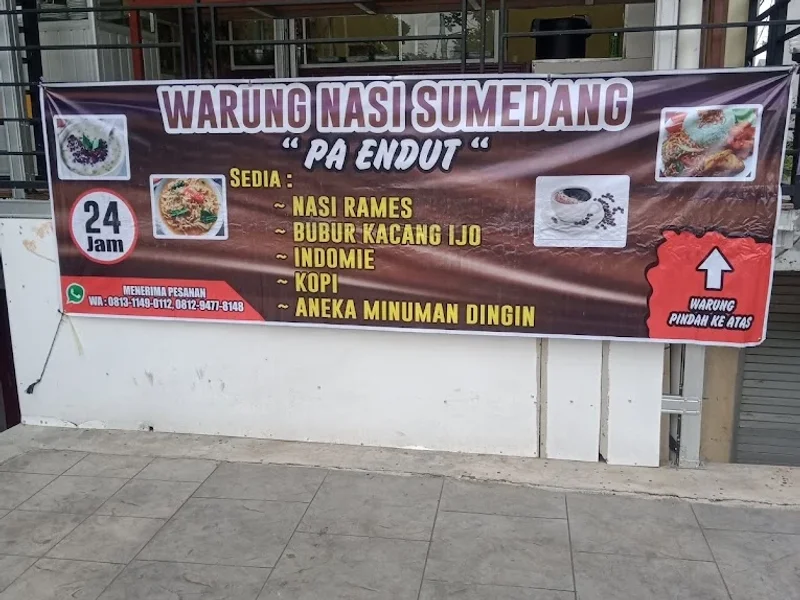 WARUNG NASI SUMEDANG
“ PA ENDUT “
SEDIA :
~ NASI RAMES
~ BUBUR KACANG IJO
~ INDOMIE
~ KOPI
~ ANEKA MINUMAN DINGIN
24
Jam
MENERIMA PESANAN
WA : 0813-1149-0112, 0812-9477-8148
WARUNG
PINDAH KE ATAS